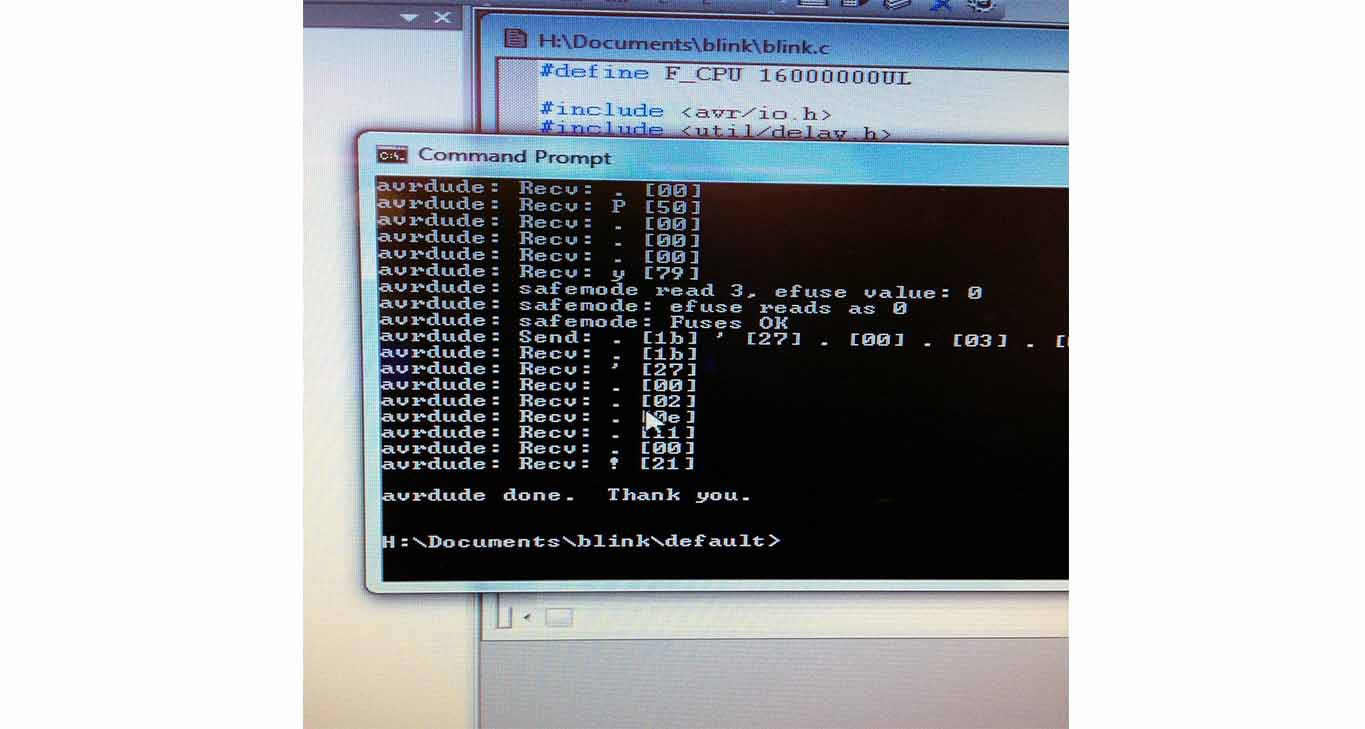 H:\Documents\blink\blink.c
#define F_CPU 16000000UL
#include <avr/io.h>
#include <util/delay.h>
Command Prompt
avrdude: Recv: . [00]
avrdude: Recv: P [50]
avrdude: Recv: . [00]
avrdude: Recv: . [00]
avrdude: Recv: . [00]
avrdude: Recv: y [79]
avrdude: safemode read 3, efuse value: 0
avrdude: safemode: efuse reads as 0
avrdude: safemode: Fuses OK
avrdude: Send: . [1b] ' [27] . [00] . [03] . [
avrdude: Recv: . [1b]
avrdude: Recv: ' [27]
avrdude: Recv: . [00]
avrdude: Recv: . [02]
avrdude: Recv: . [0e]
avrdude: Recv: . [11]
avrdude: Recv: . [00]
avrdude: Recv: ! [21]
avrdude done. Thank you.
H:\Documents\blink\default>